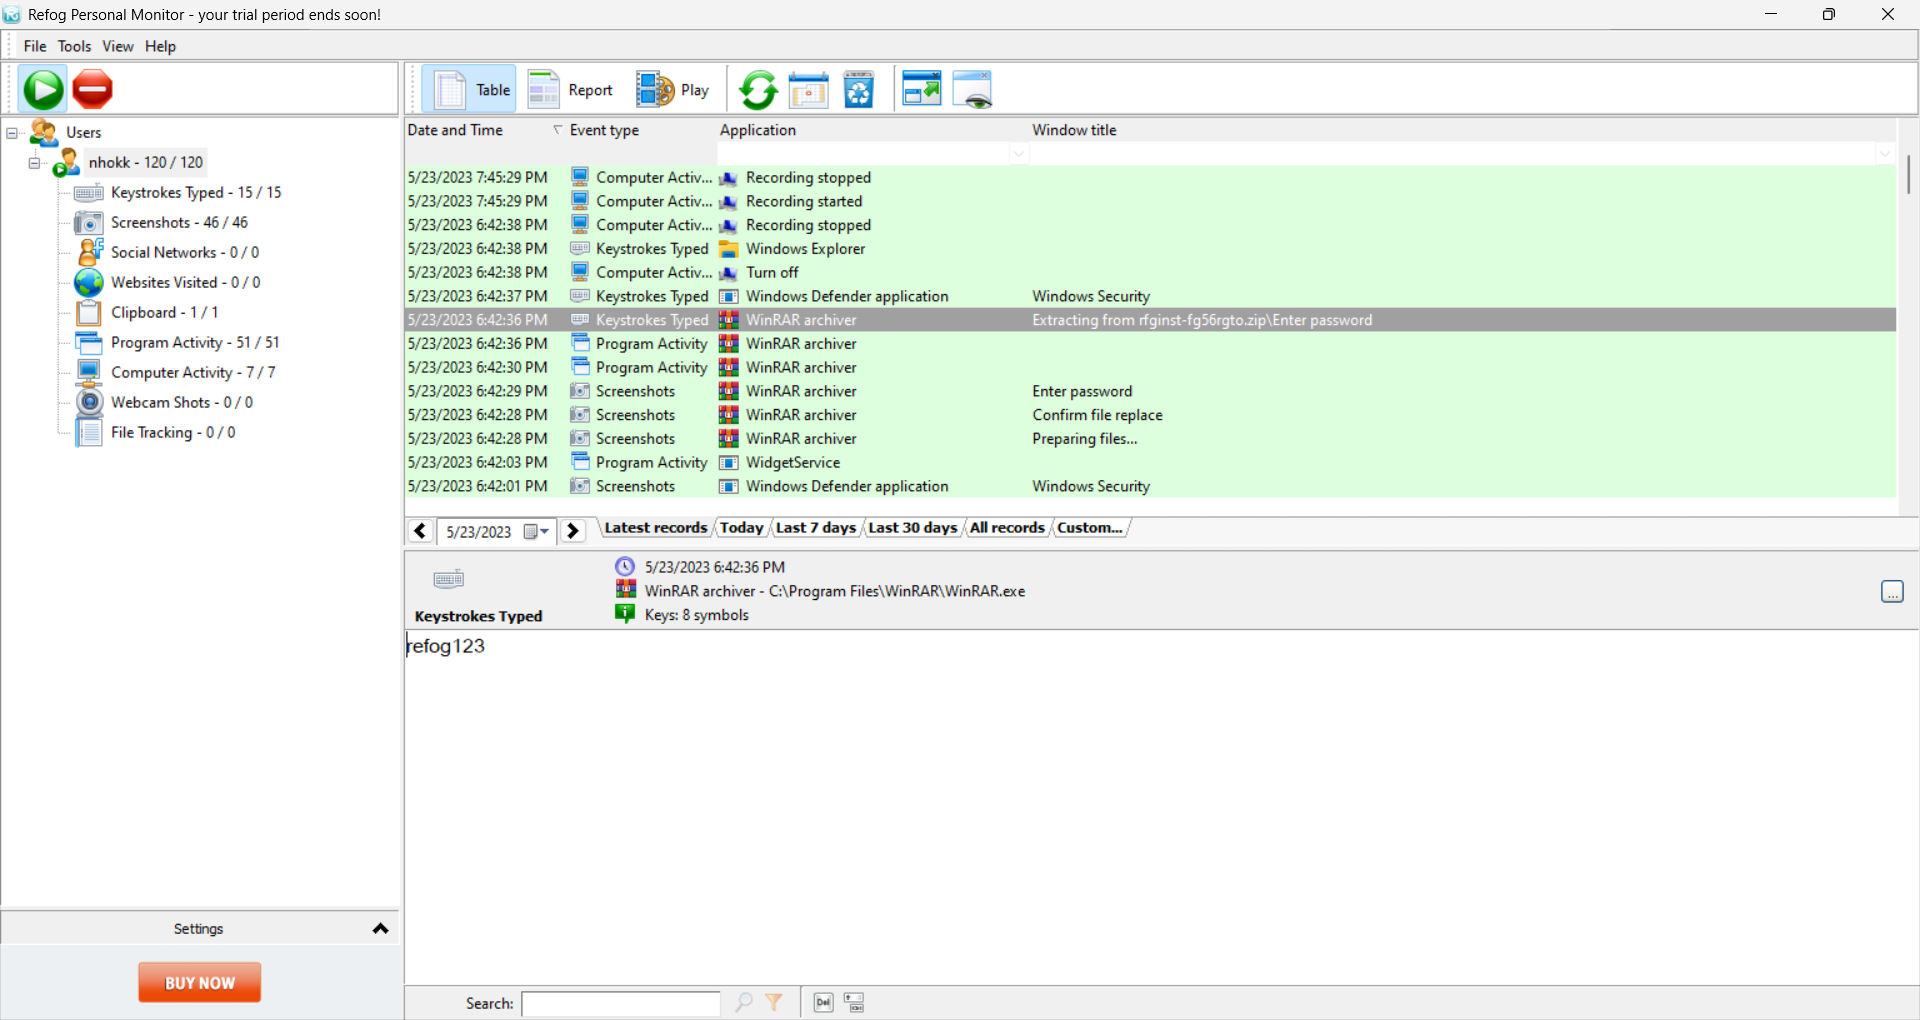 Refog Personal Monitor - your trial period ends soon!
File Tools View Help
Table Report Play
Users
nhokk - 120 / 120
Keystrokes Typed - 15 / 15
Screenshots - 46 / 46
Social Networks - 0 / 0
Websites Visited - 0 / 0
Clipboard - 1 / 1
Program Activity - 51 / 51
Computer Activity - 7 / 7
Webcam Shots - 0 / 0
File Tracking - 0 / 0
Settings
BUY NOW
Date and Time Event type Application Window title
5/23/2023 7:45:29 PM Computer Activ... Recording stopped
5/23/2023 7:45:29 PM Computer Activ... Recording started
5/23/2023 6:42:38 PM Computer Activ... Recording stopped
5/23/2023 6:42:38 PM Keystrokes Typed Windows Explorer
5/23/2023 6:42:38 PM Computer Activ... Turn off
5/23/2023 6:42:37 PM Keystrokes Typed Windows Defender application Windows Security
5/23/2023 6:42:36 PM Keystrokes Typed WinRAR archiver Extracting from rfginst-fg56rgto.zip\Enter password
5/23/2023 6:42:36 PM Program Activity WinRAR archiver
5/23/2023 6:42:30 PM Program Activity WinRAR archiver
5/23/2023 6:42:29 PM Screenshots WinRAR archiver Enter password
5/23/2023 6:42:28 PM Screenshots WinRAR archiver Confirm file replace
5/23/2023 6:42:28 PM Screenshots WinRAR archiver Preparing files...
5/23/2023 6:42:03 PM Program Activity WidgetService
5/23/2023 6:42:01 PM Screenshots Windows Defender application Windows Security
5/23/2023 Latest records Today Last 7 days Last 30 days All records Custom...
5/23/2023 6:42:36 PM
WinRAR archiver - C:\Program Files\WinRAR\WinRAR.exe
Keystrokes Typed Keys: 8 symbols
...
refog123
Search:
Del